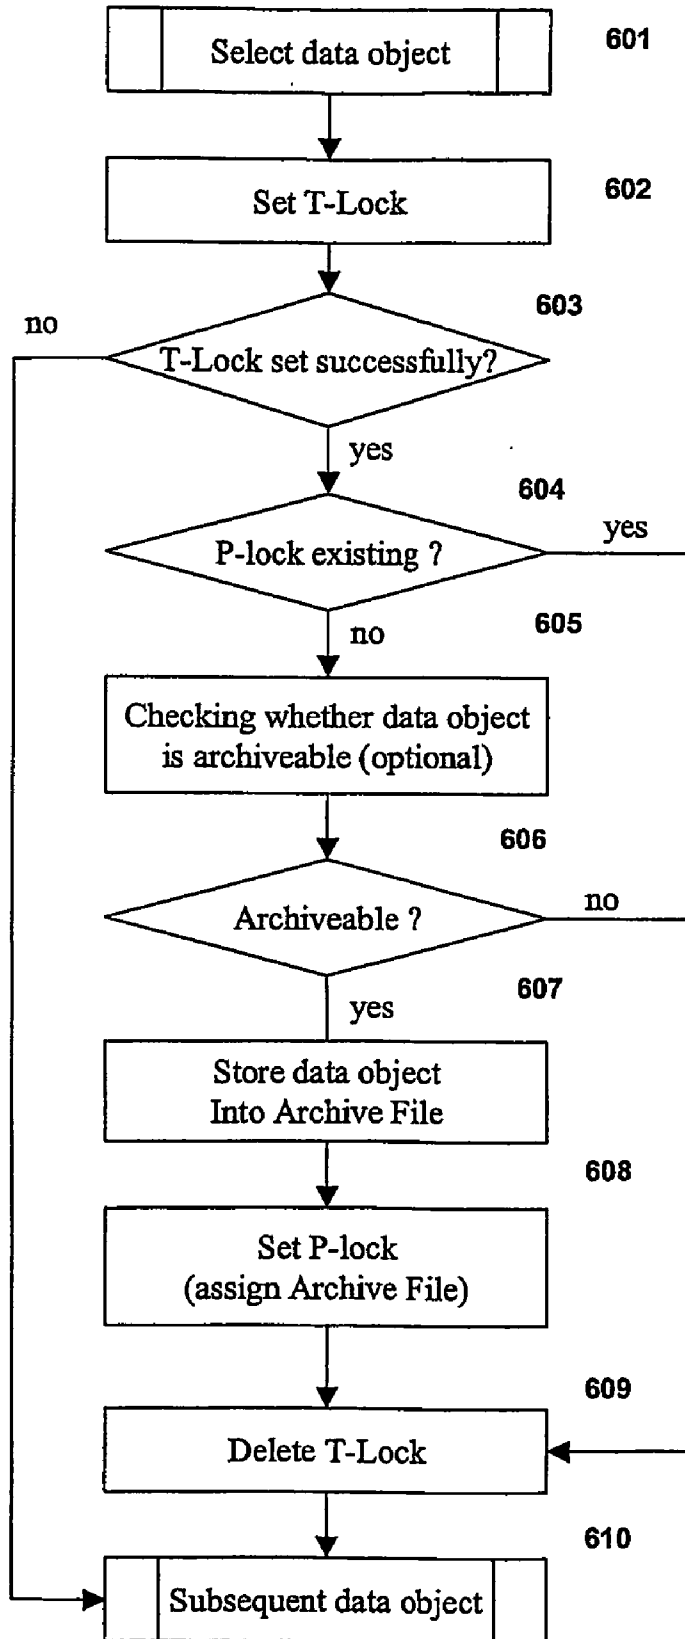 Select data object
601
Set T-Lock
602
603
no
T-Lock set successfully?
yes
604
P-lock existing ?
yes
no
605
Checking whether data object
is archiveable (optional)
606
Archiveable ?
no
607
yes
Store data object
Into Archive File
608
Set P-lock
(assign Archive File)
609
Delete T-Lock
610
Subsequent data object